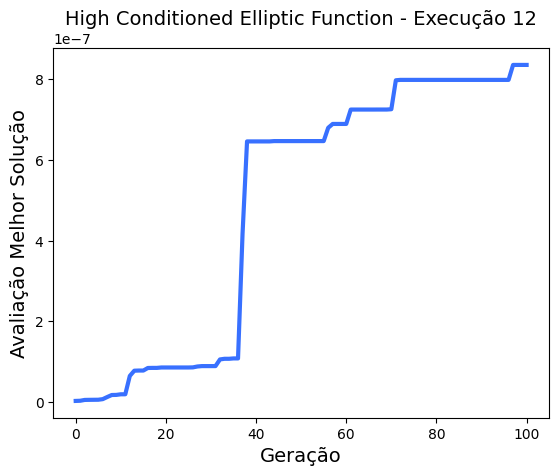 High Conditioned Elliptic Function - Execução 12
1e−7
Avaliação Melhor Solução
8
6
4
2
0
0 20 40 60 80 100
Geração